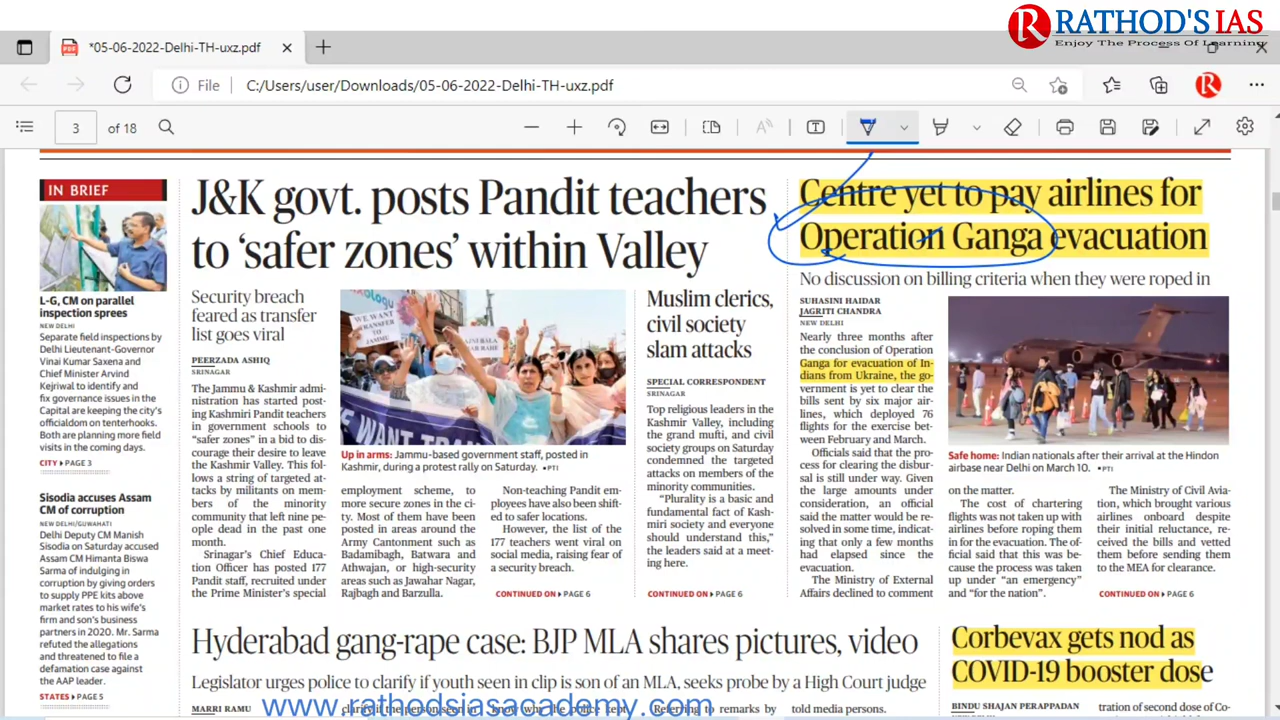 RATHOD'S IAS
Enjoy The Process Of Learning
*05-06-2022-Delhi-TH-uxz.pdf
File
C:/Users/user/Downloads/05-06-2022-Delhi-TH-uxz.pdf
3 of 18
IN BRIEF
L-G, CM on parallel
inspection sprees
NEW DELHI
Separate field inspections by
Delhi Lieutenant-Governor
Vinai Kumar Saxena and
Chief Minister Arvind
Kejriwal to identify and
fix governance issues in the
Capital are keeping the city's
officialdom on tenterhooks.
Both are planning more field
visits in the coming days.
CITY PAGE 3
Sisodia accuses Assam
CM of corruption
NEW DELHI/GUWAHATI
Delhi Deputy CM Manish
Sisodia on Saturday accused
Assam CM Himanta Biswa
Sarma of indulging in
corruption by giving orders
to supply PPE kits above
market rates to his wife's
firm and son's business
partners in 2020. Mr. Sarma
refuted the allegations
and threatened to file a
defamation case against
the AAP leader.
STATES PAGE 5
J&K govt. posts Pandit teachers
to 'safer zones' within Valley
Security breach
feared as transfer
list goes viral
PEERZADA ASHIQ
SRINAGAR
The Jammu & Kashmir admi-
nistration has started post-
ing Kashmiri Pandit teachers
in government schools to
"safer zones" in a bid to dis-
courage their desire to leave
the Kashmir Valley. This fol-
lows a string of targeted at-
tacks by militants on mem-
bers of the minority
community that left nine peo-
ple dead in the past one
month.
Srinagar's Chief Educa-
tion Officer has posted 177
Pandit staff, recruited under
the Prime Minister's special
WE WANT
TRANSFER
TO JAMMU
RAJNI BALA
WE WANT TRAN
Up in arms: Jammu-based government staff, posted in
Kashmir, during a protest rally on Saturday. •PTI
employment scheme, to
more secure zones in the ci-
ty. Most of them have been
posted in areas around the
Army Cantonment such as
Badamibagh, Batwara and
Athwajan, or high-security
areas such as Jawahar Nagar,
Rajbagh and Barzulla.
Non-teaching Pandit em-
ployees have also been shift-
ed to safer locations.
However, the list of the
177 teachers went viral on
social media, raising fear of
a security breach.
CONTINUED ON PAGE 6
Muslim clerics,
civil society
slam attacks
SPECIAL CORRESPONDENT
SRINAGAR
Top religious leaders in the
Kashmir Valley, including
the grand mufti, and civil
society groups on Saturday
condemned the targeted
attacks on members of the
minority communities.
"Plurality is a basic and
fundamental fact of Kash-
miri society and everyone
should understand this,"
the leaders said at a meet-
ing here.
CONTINUED ON PAGE 6
Centre yet to pay airlines for
Operation Ganga evacuation
No discussion on billing criteria when they were roped in
SUHASINI HAIDAR
JAGRITI CHANDRA
NEW DELHI
Nearly three months after
the conclusion of Operation
Ganga for evacuation of In-
dians from Ukraine, the go-
vernment is yet to clear the
bills sent by six major air-
lines, which deployed 76
flights for the exercise bet-
ween February and March.
Officials said that the pro-
cess for clearing the disbur-
sal is still under way. Given
the large amounts under
consideration, an official
said the matter would be re-
solved in some time, indicat-
ing that only a few months
had elapsed since the
evacuation.
The Ministry of External
Affairs declined to comment
Safe home: Indian nationals after their arrival at the Hindon
airbase near Delhi on March 10. •PTI
on the matter.
The cost of chartering
flights was not taken up with
airlines before roping them
in for the evacuation. The of-
ficial said that this was be-
cause the process was taken
up under "an emergency"
and "for the nation".
The Ministry of Civil Avia-
tion, which brought various
airlines onboard despite
their initial reluctance, re-
ceived the bills and vetted
them before sending them
to the MEA for clearance.
CONTINUED ON PAGE 6
Hyderabad gang-rape case: BJP MLA shares pictures, video
Legislator urges police to clarify if youth seen in clip is son of an MLA, seeks probe by a High Court judge
MARRI RAMU
told media persons.
Corbevax gets nod as
COVID-19 booster dose
BINDU SHAJAN PERAPPADAN
tration of second dose of Co-
www.rathodsiasacademy.com